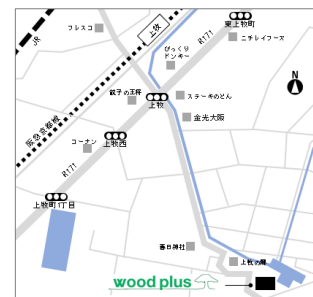 フレスコ
上牧
東上牧町
ニチレイフーズ
R171
JR
びっくり
ドンキー
阪急京都線
餃子の王将
上牧
ステーキのどん
金光大阪
N
コーナン
上牧西
R171
上牧町1丁目
春日神社
上牧の郷
wood plus